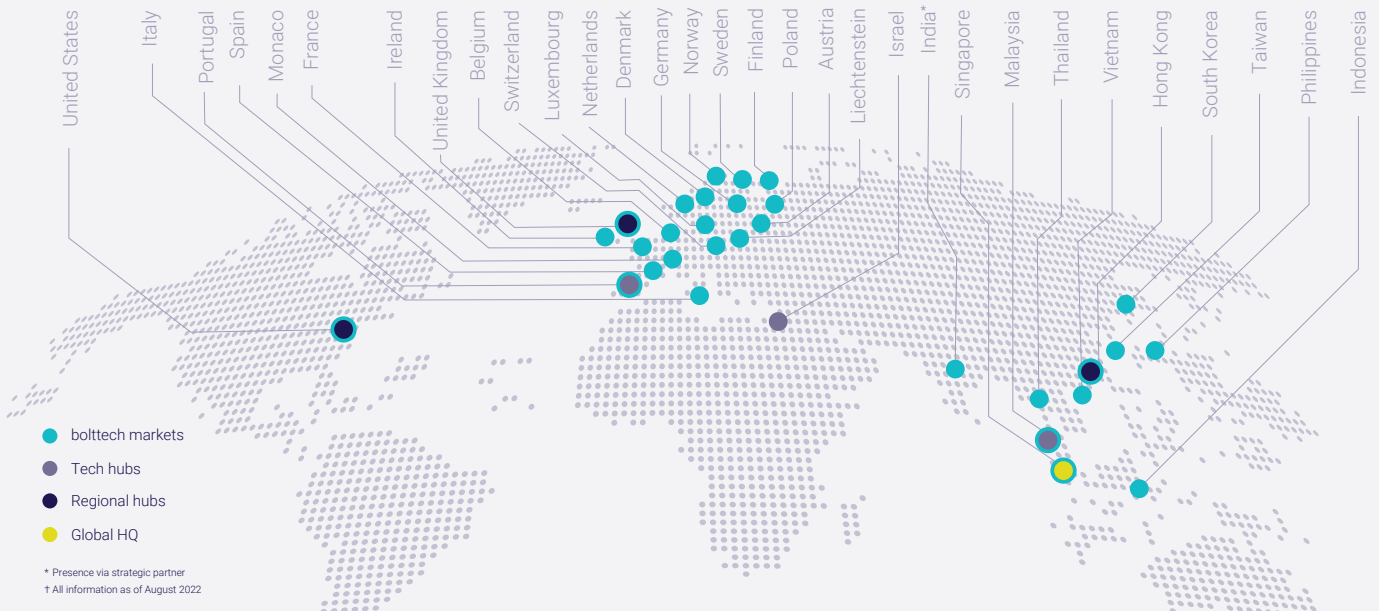 United States
Italy
Portugal
Spain
Monaco
France
Ireland
United Kingdom
Belgium
Switzerland
Luxembourg
Netherlands
Denmark
Germany
Norway
Sweden
Finland
Poland
Austria
Liechtenstein
Israel
India*
Singapore
Malaysia
Thailand
Vietnam
Hong Kong
South Korea
Taiwan
Philippines
Indonesia
bolttech markets
Tech hubs
Regional hubs
Global HQ
* Presence via strategic partner
† All information as of August 2022